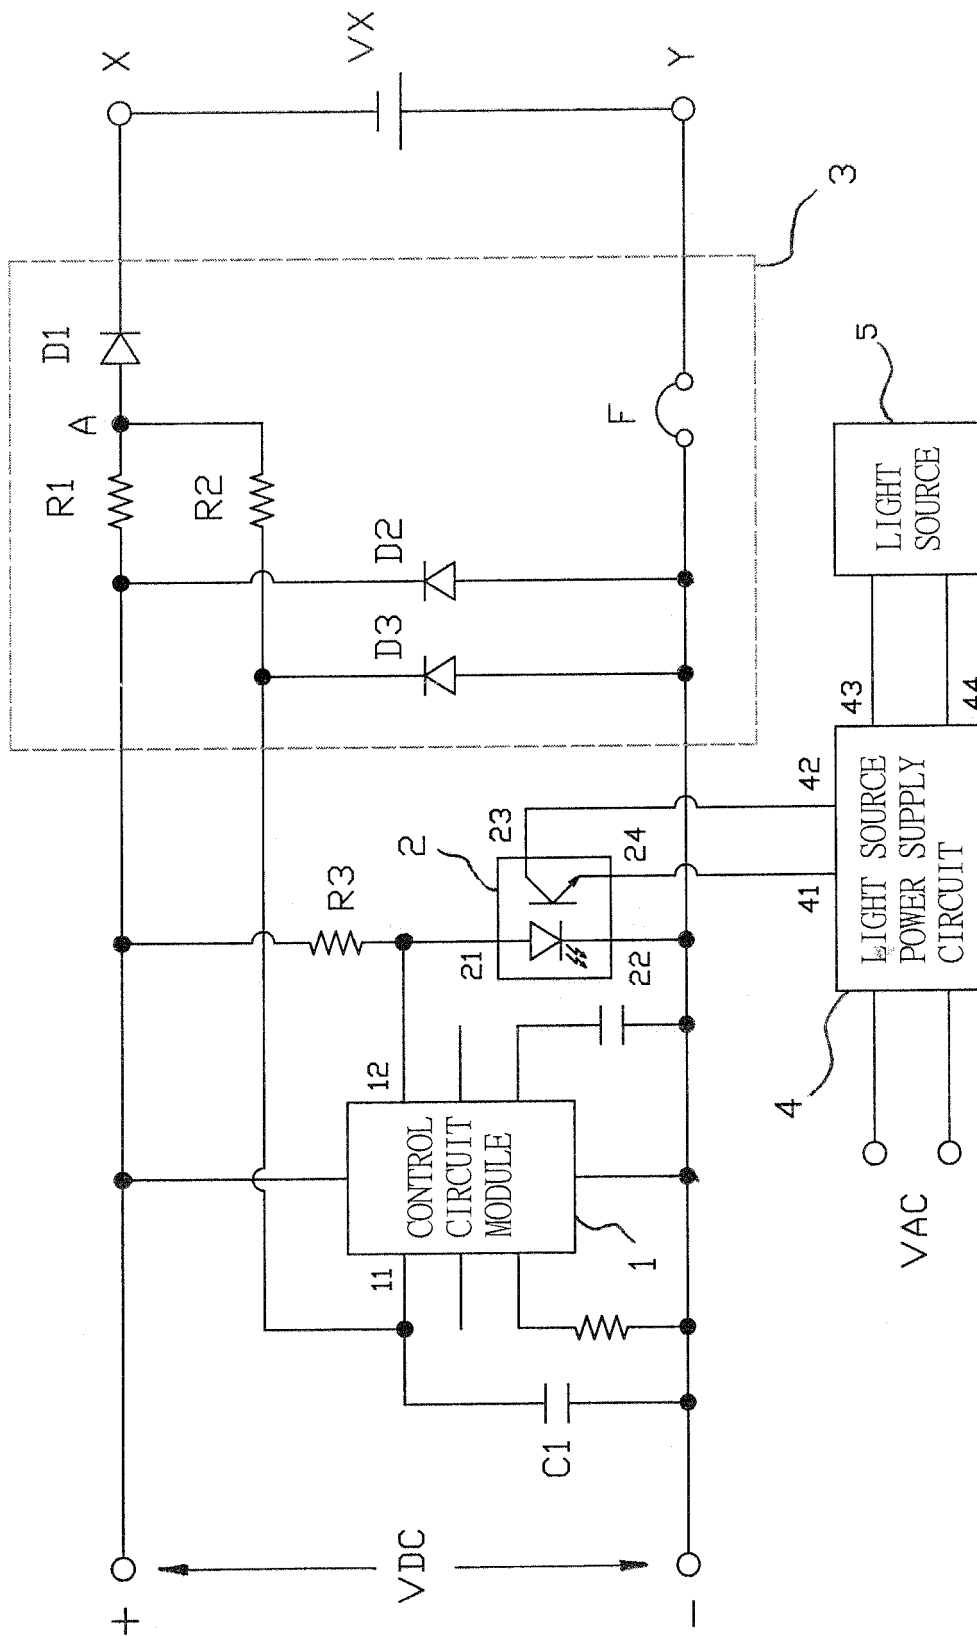 +
VDC
-
C1
11
12
CONTROL
CIRCUIT
MODULE
1
R3
21
22
23
24
2
D3
D2
R2
R1
A
D1
F
3
X
VX
Y
VAC
4
41
42
LIGHT SOURCE
POWER SUPPLY
CIRCUIT
43
44
LIGHT
SOURCE
5